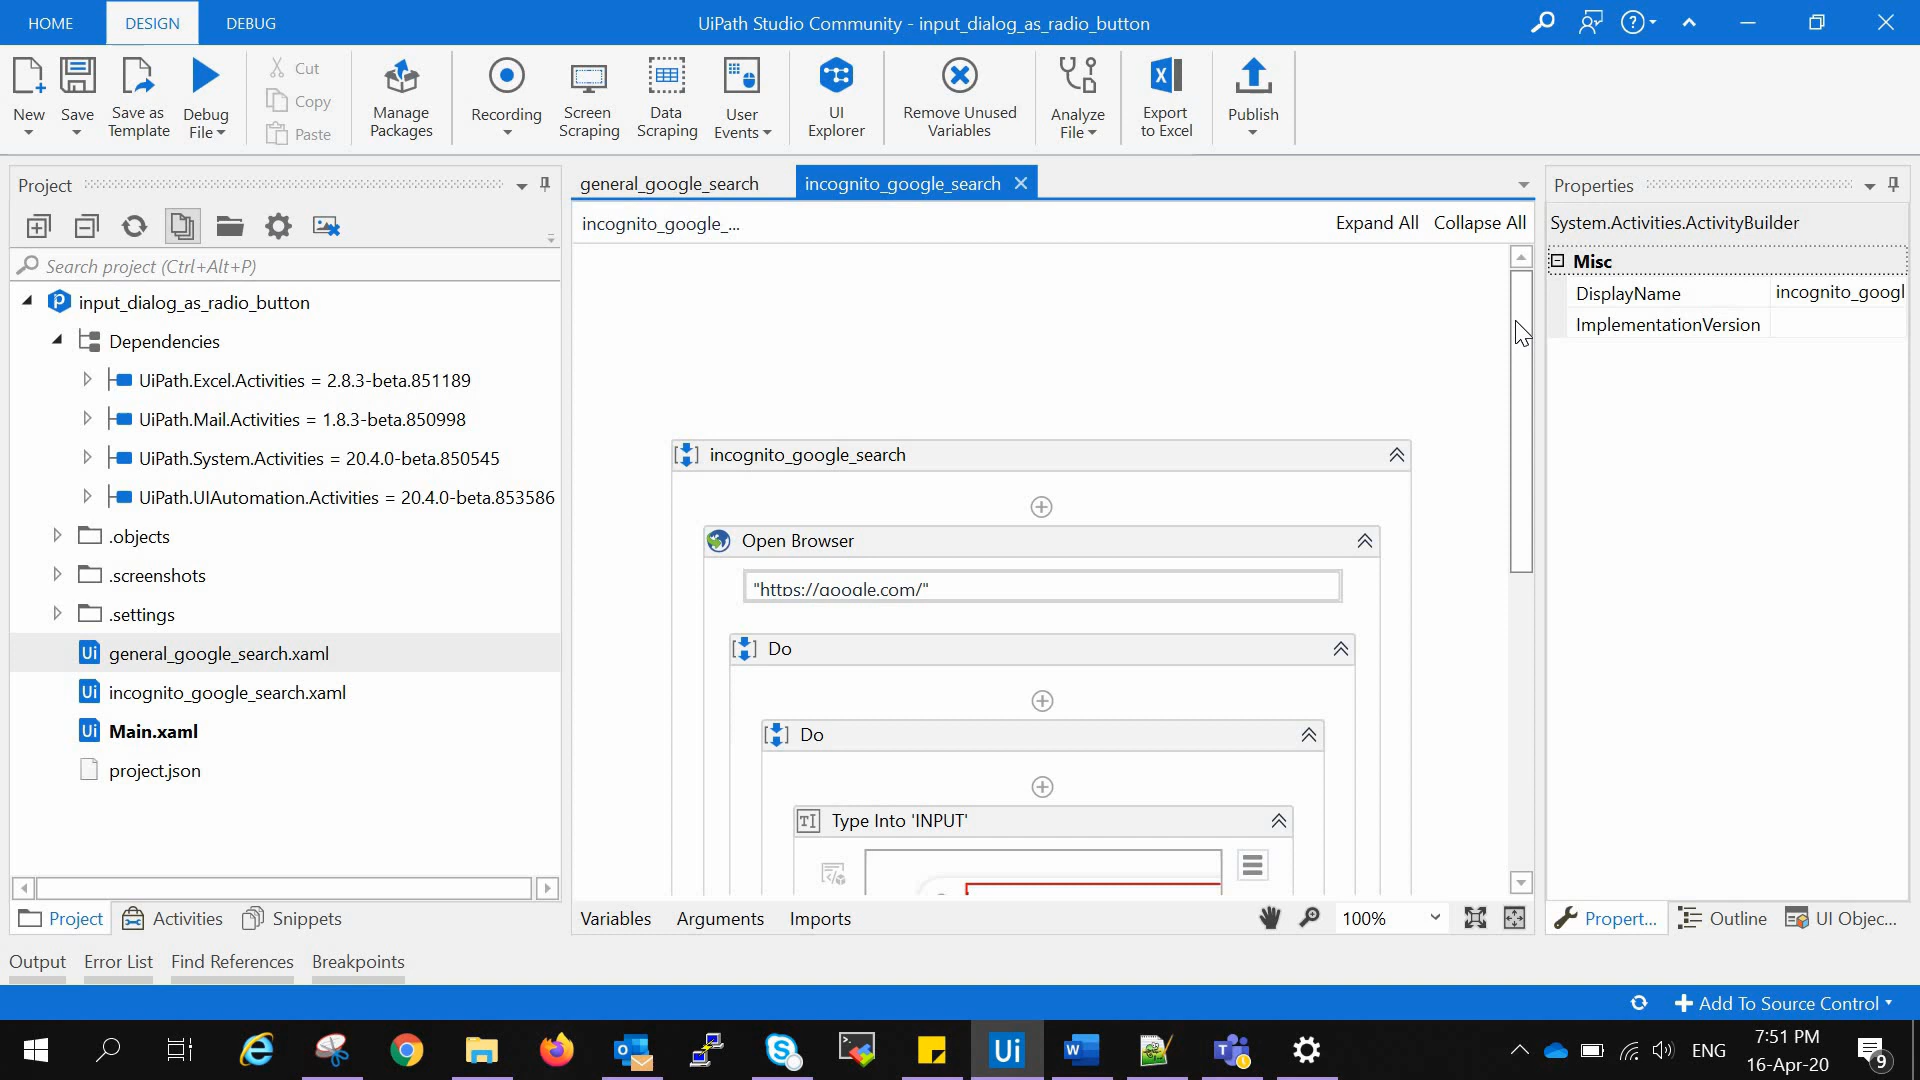 HOME
DESIGN
DEBUG
UiPath Studio Community - input_dialog_as_radio_button
New
Save
Save as Template
Debug File
Cut
Copy
Paste
Manage Packages
Recording
Screen Scraping
Data Scraping
User Events
UI Explorer
Remove Unused Variables
Analyze File
Export to Excel
Publish
Project
Search project (Ctrl+Alt+P)
input_dialog_as_radio_button
Dependencies
UiPath.Excel.Activities = 2.8.3-beta.851189
UiPath.Mail.Activities = 1.8.3-beta.850998
UiPath.System.Activities = 20.4.0-beta.850545
UiPath.UIAutomation.Activities = 20.4.0-beta.853586
.objects
.screenshots
.settings
general_google_search.xaml
incognito_google_search.xaml
Main.xaml
project.json
Project
Activities
Snippets
general_google_search
incognito_google_search
incognito_google_...
Expand All
Collapse All
incognito_google_search
Open Browser
"https://google.com/"
Do
Do
Type Into 'INPUT'
Variables
Arguments
Imports
100%
Properties
System.Activities.ActivityBuilder
Misc
DisplayName
incognito_googl
ImplementationVersion
Propert...
Outline
UI Objec...
Output
Error List
Find References
Breakpoints
Add To Source Control
ENG
7:51 PM
16-Apr-20
9